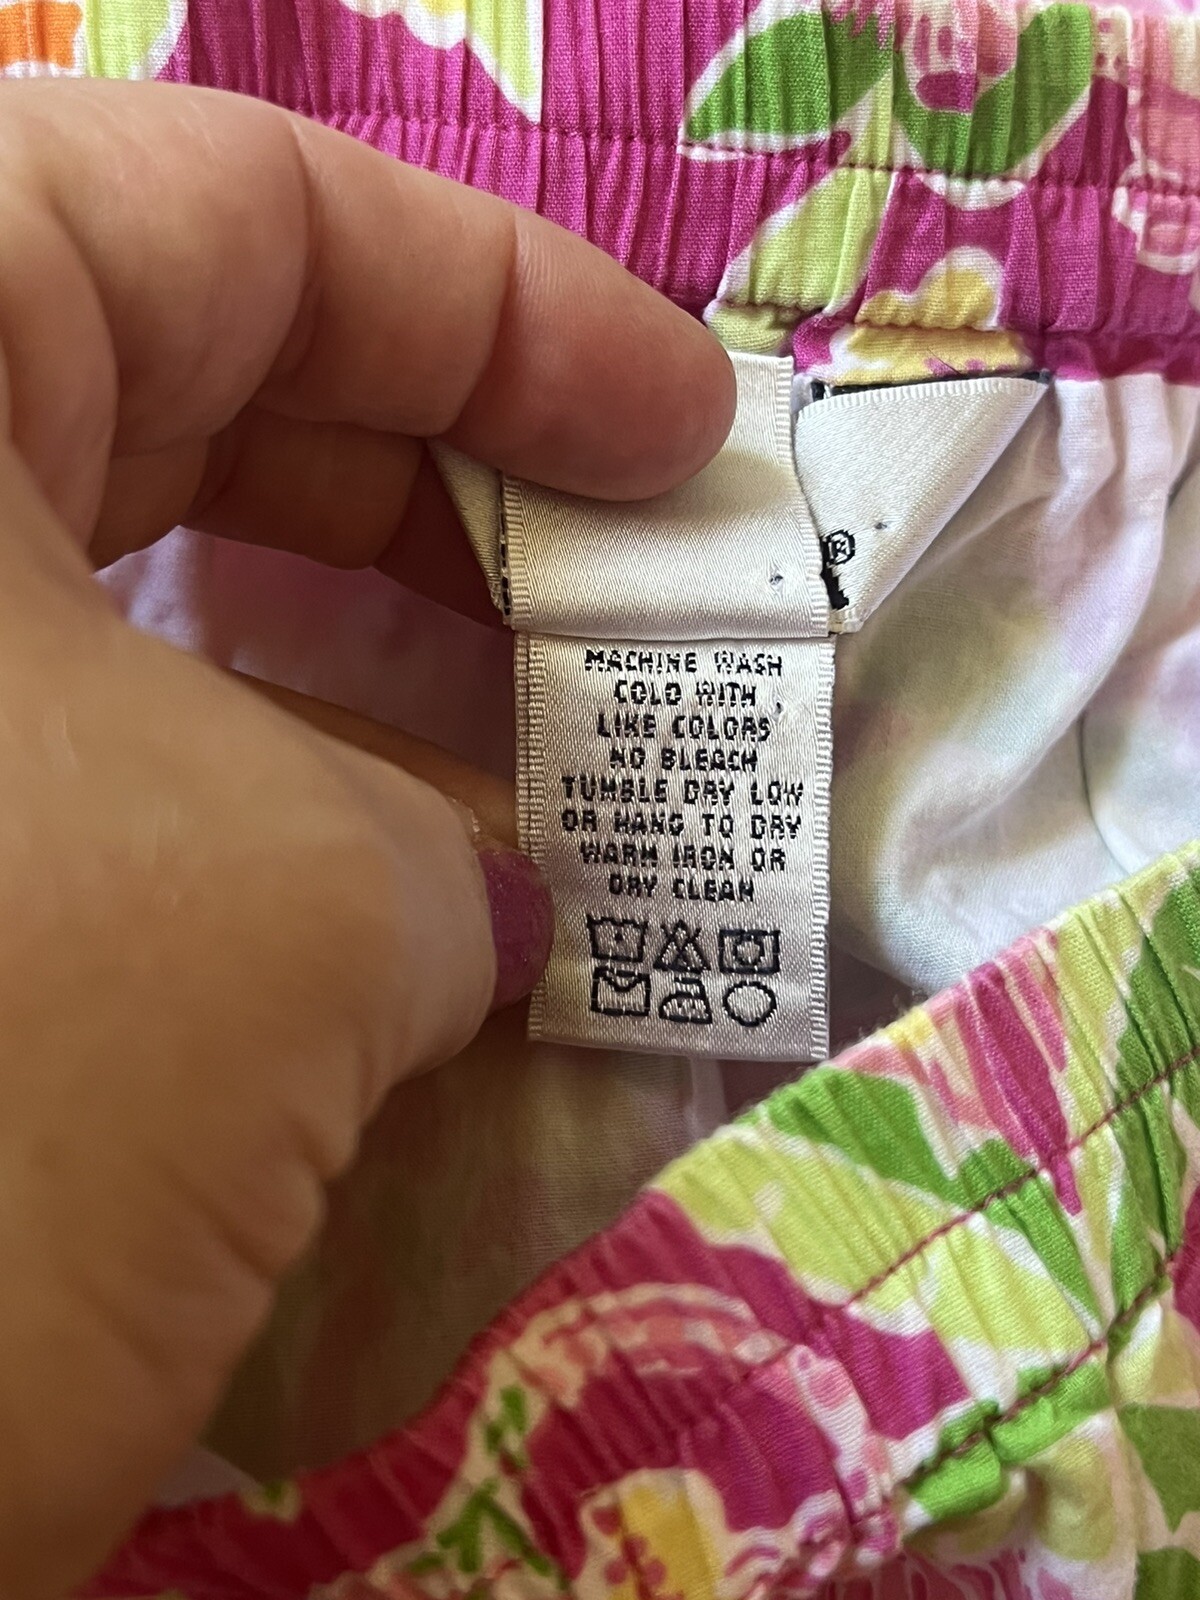 ®
MACHINE WASH
COLD WITH
LIKE COLORS
NO BLEACH
TUMBLE DRY LOW
OR HANG TO DRY
WARM IRON OR
DRY CLEAN